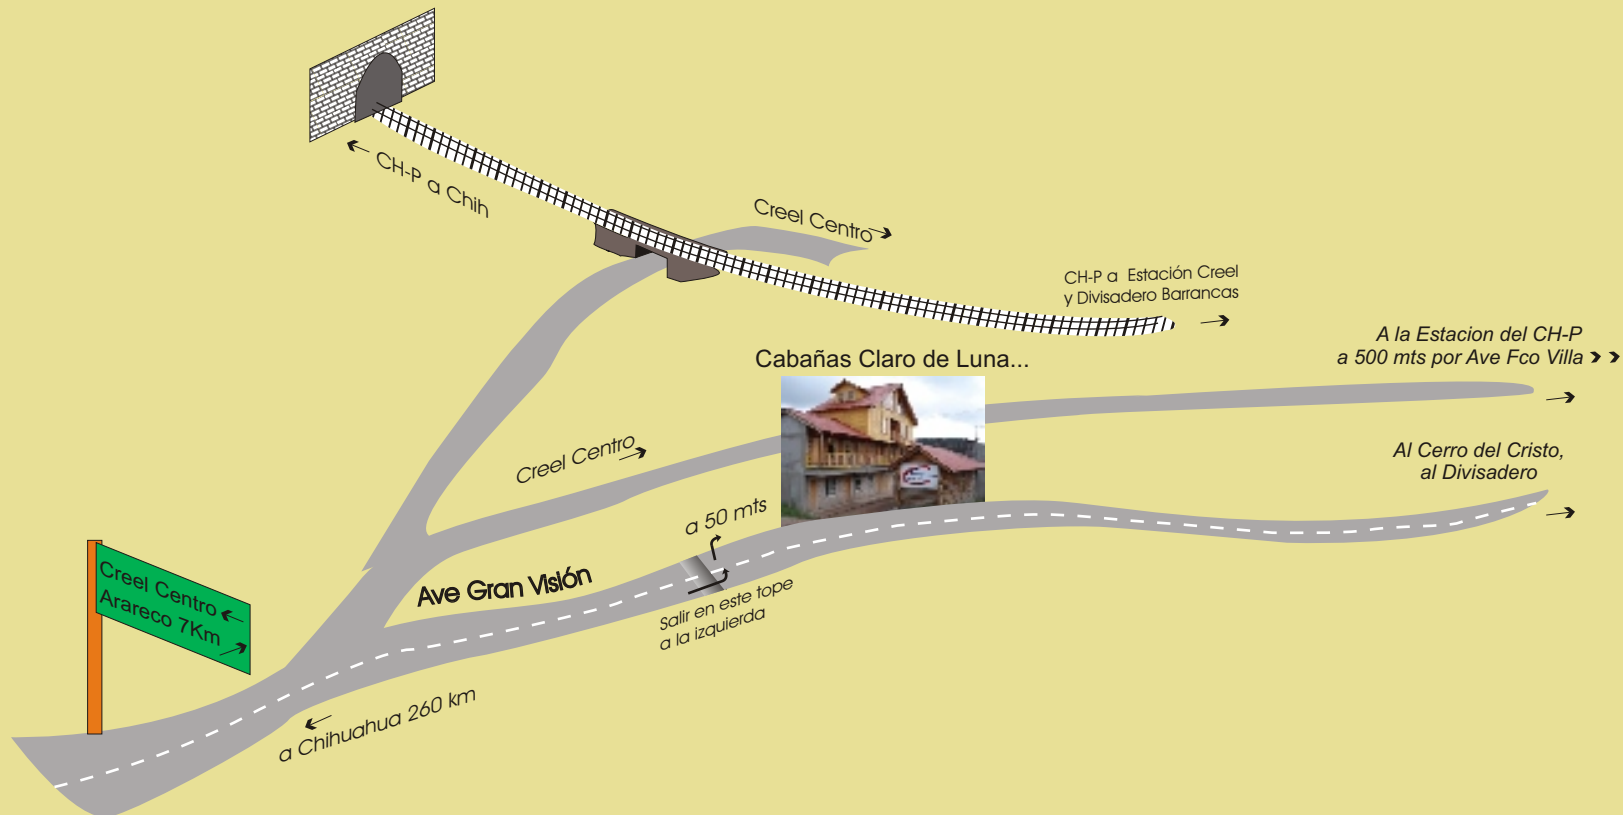 CH-P a Chih
Creel Centro
CH-P a Estación Creel
y Divisadero Barrancas
A la Estacion del CH-P
a 500 mts por Ave Fco Villa
Cabañas Claro de Luna...
Creel Centro
Al Cerro del Cristo,
al Divisadero
a 50 mts
Ave Gran Visión
Salir en este tope
a la izquierda
Creel Centro
Arareco 7Km
a Chihuahua 260 km